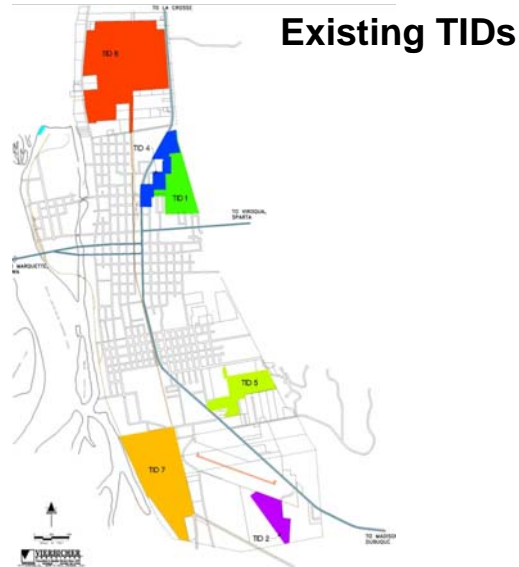 TO LA CROSSE
Existing TIDs
TID 6
TID 4
TID 1
TO VIROQUA,
SPARTA
MARQUETTE,
TID 5
TID 7
TID 2
TO MADISON
DUBUQUE
VIERBICHER